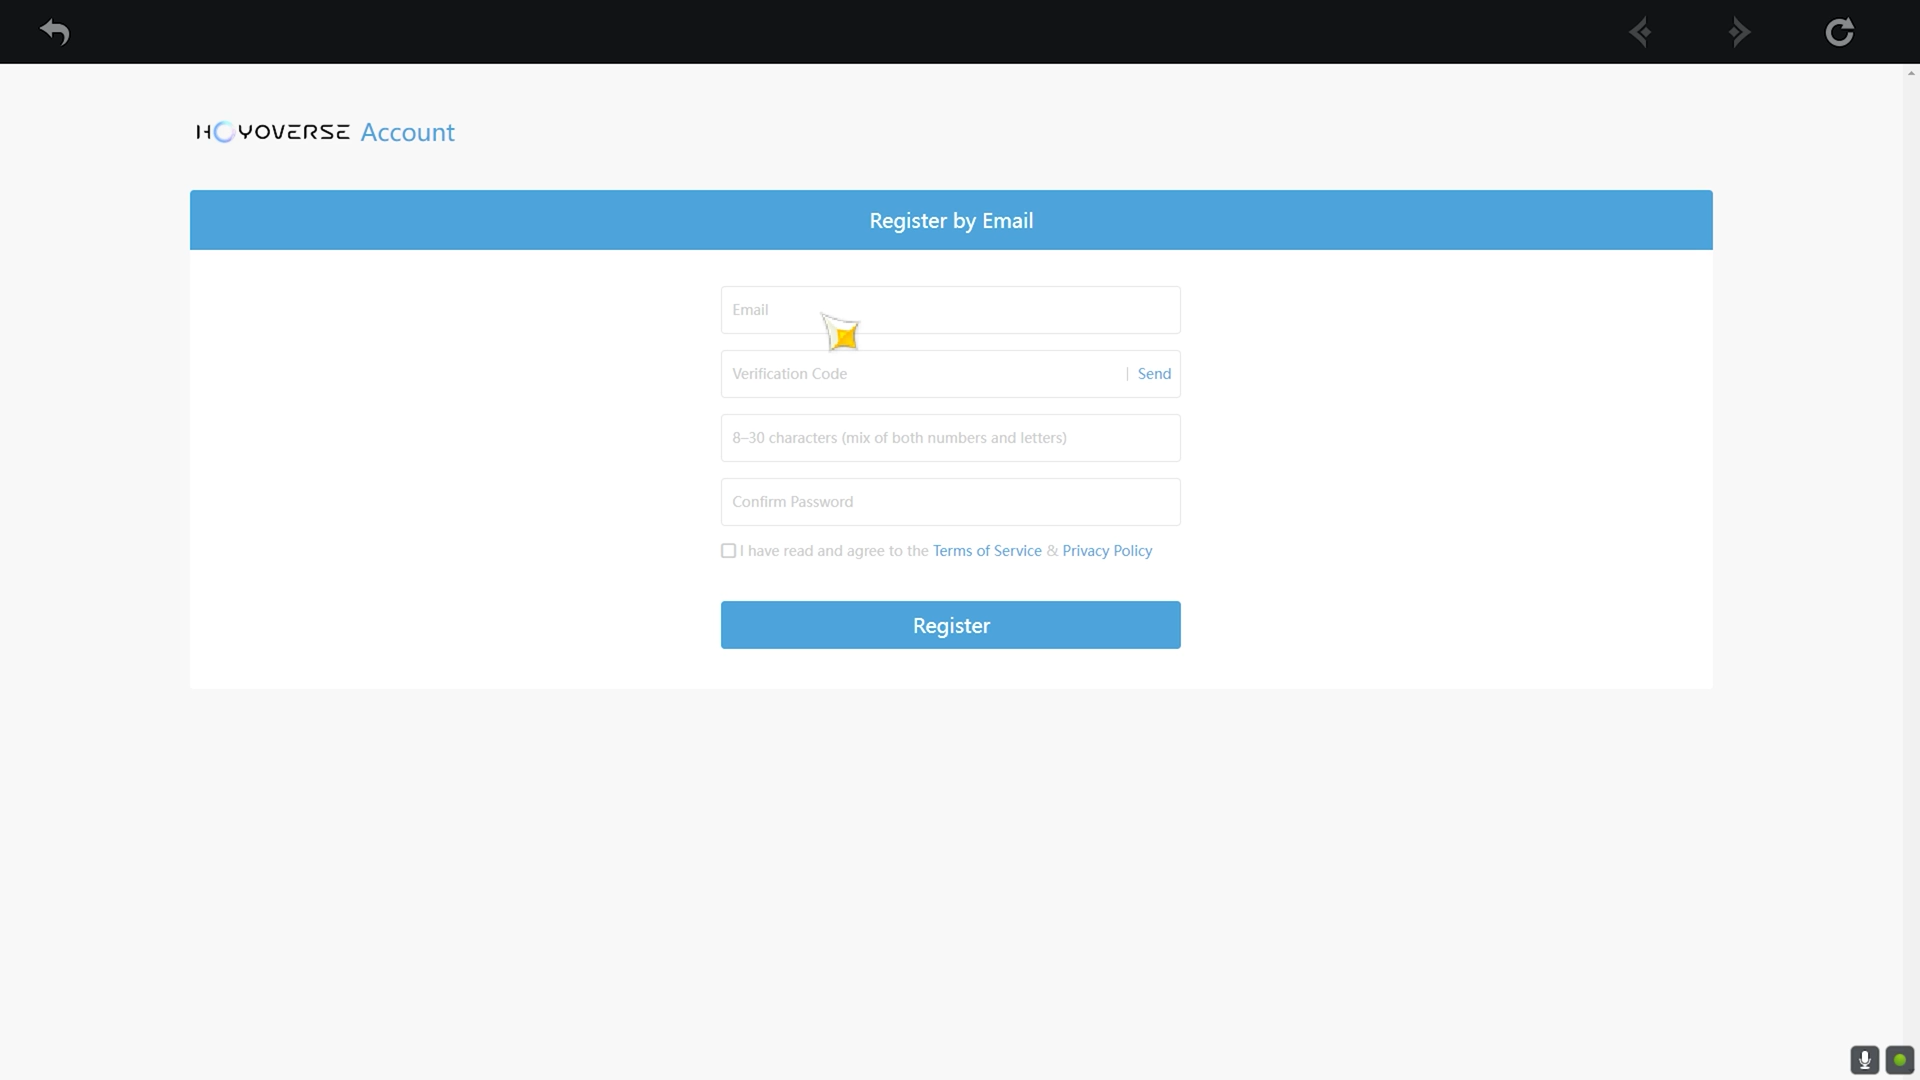 HOYOVERSE Account
Register by Email
Email
Verification Code | Send
8–30 characters (mix of both numbers and letters)
Confirm Password
I have read and agree to the Terms of Service & Privacy Policy
Register